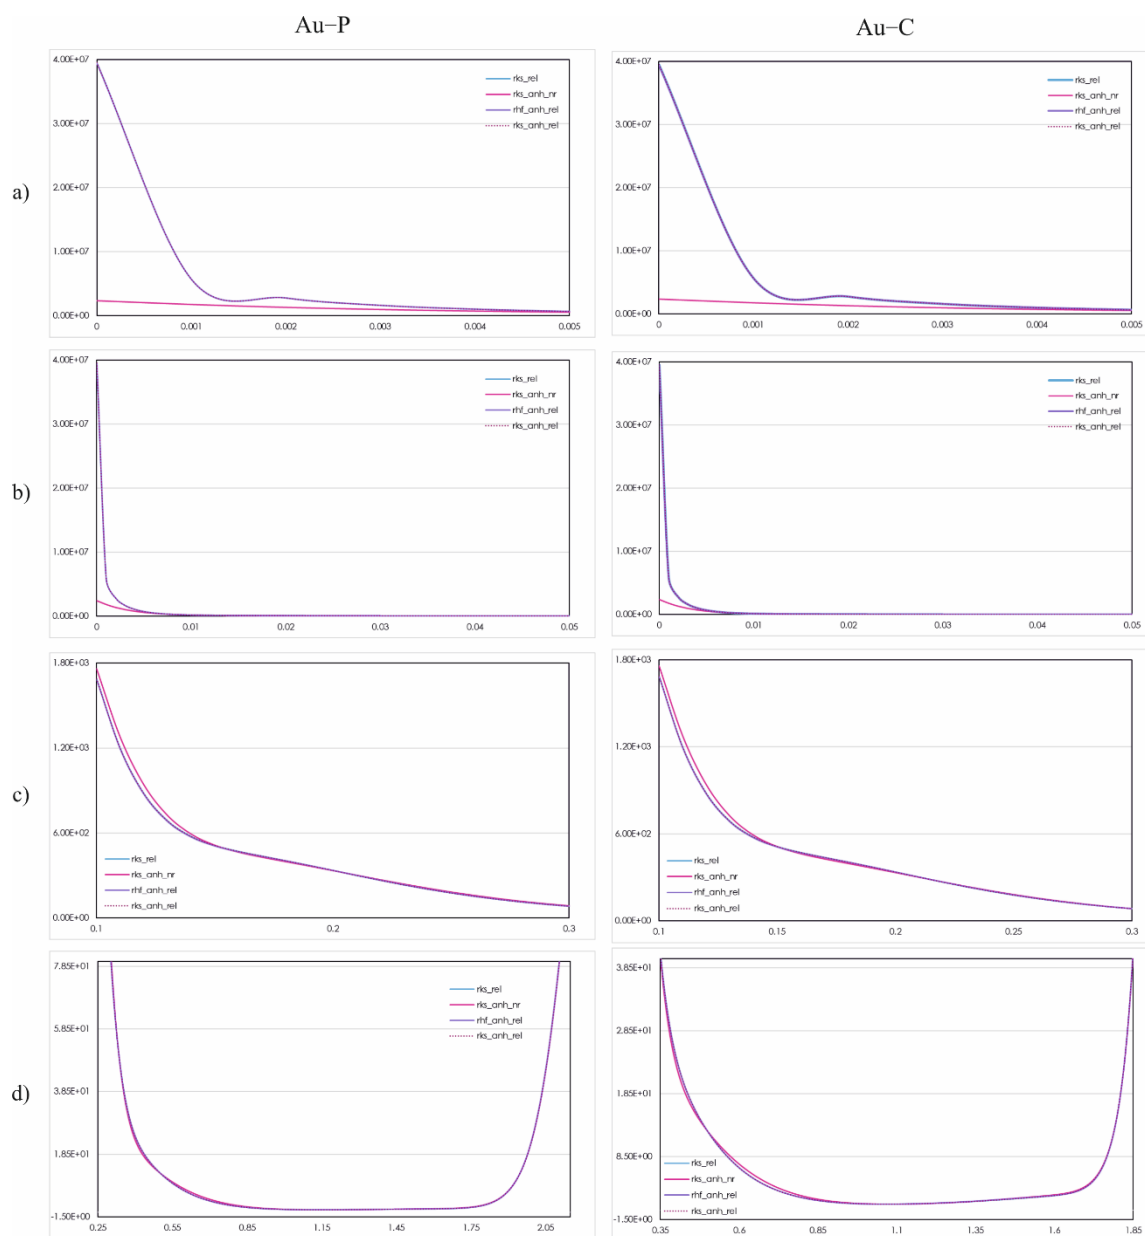 Au−P
Au−C
a)
4.00E+07
3.00E+07
2.00E+07
1.00E+07
0.00E+00
0
0.001
0.002
0.003
0.004
0.005
rks_rel
rks_anh_nr
rhf_anh_rel
rks_anh_rel
4.00E+07
3.00E+07
2.00E+07
1.00E+07
0.00E+00
0
0.001
0.002
0.003
0.004
0.005
rks_rel
rks_anh_nr
rhf_anh_rel
rks_anh_rel
b)
4.00E+07
3.00E+07
2.00E+07
1.00E+07
0.00E+00
0
0.01
0.02
0.03
0.04
0.05
rks_rel
rks_anh_nr
rhf_anh_rel
rks_anh_rel
4.00E+07
3.00E+07
2.00E+07
1.00E+07
0.00E+00
0
0.01
0.02
0.03
0.04
0.05
rks_rel
rks_anh_nr
rhf_anh_rel
rks_anh_rel
c)
1.80E+03
1.20E+03
6.00E+02
0.00E+00
0.1
0.2
0.3
rks_rel
rks_anh_nr
rhf_anh_rel
rks_anh_rel
1.80E+03
1.20E+03
6.00E+02
0.00E+00
0.1
0.15
0.2
0.25
0.3
rks_rel
rks_anh_nr
rhf_anh_rel
rks_anh_rel
d)
7.85E+01
5.85E+01
3.85E+01
1.85E+01
-1.50E+00
0.25
0.55
0.85
1.15
1.45
1.75
2.05
rks_rel
rks_anh_nr
rhf_anh_rel
rks_anh_rel
3.85E+01
2.85E+01
1.85E+01
8.50E+00
-1.50E+00
0.35
0.6
0.85
1.1
1.35
1.6
1.85
rks_rel
rks_anh_nr
rhf_anh_rel
rks_anh_rel